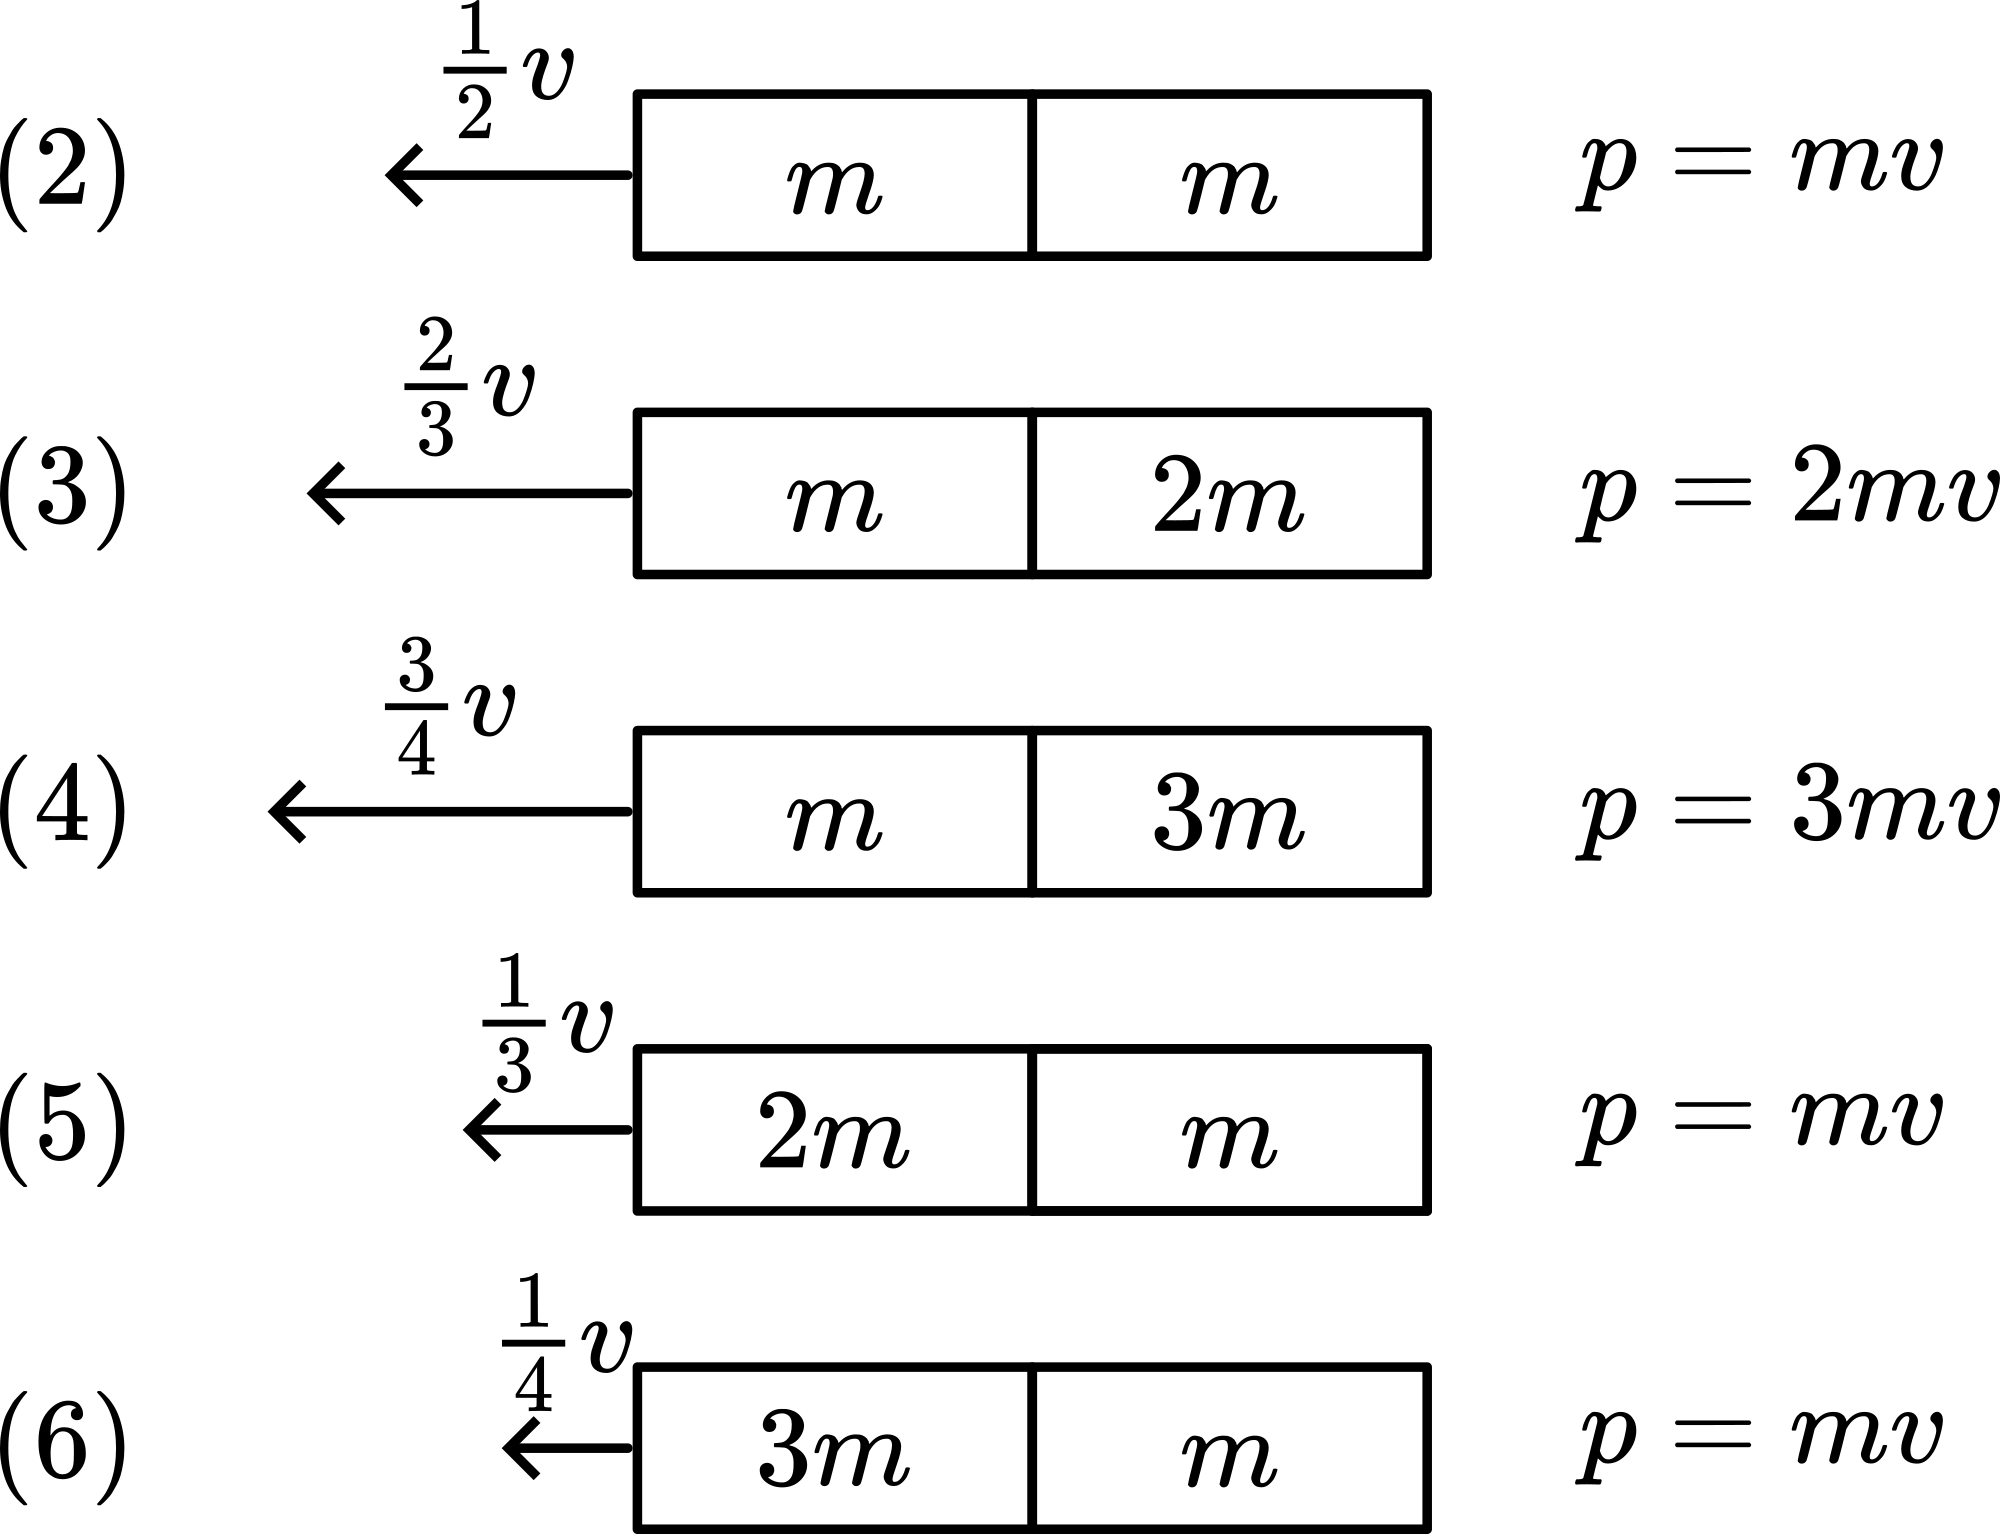 (2) \frac{1}{2}v m m p = mv
(3) \frac{2}{3}v m 2m p = 2mv
(4) \frac{3}{4}v m 3m p = 3mv
(5) \frac{1}{3}v 2m m p = mv
(6) \frac{1}{4}v 3m m p = mv